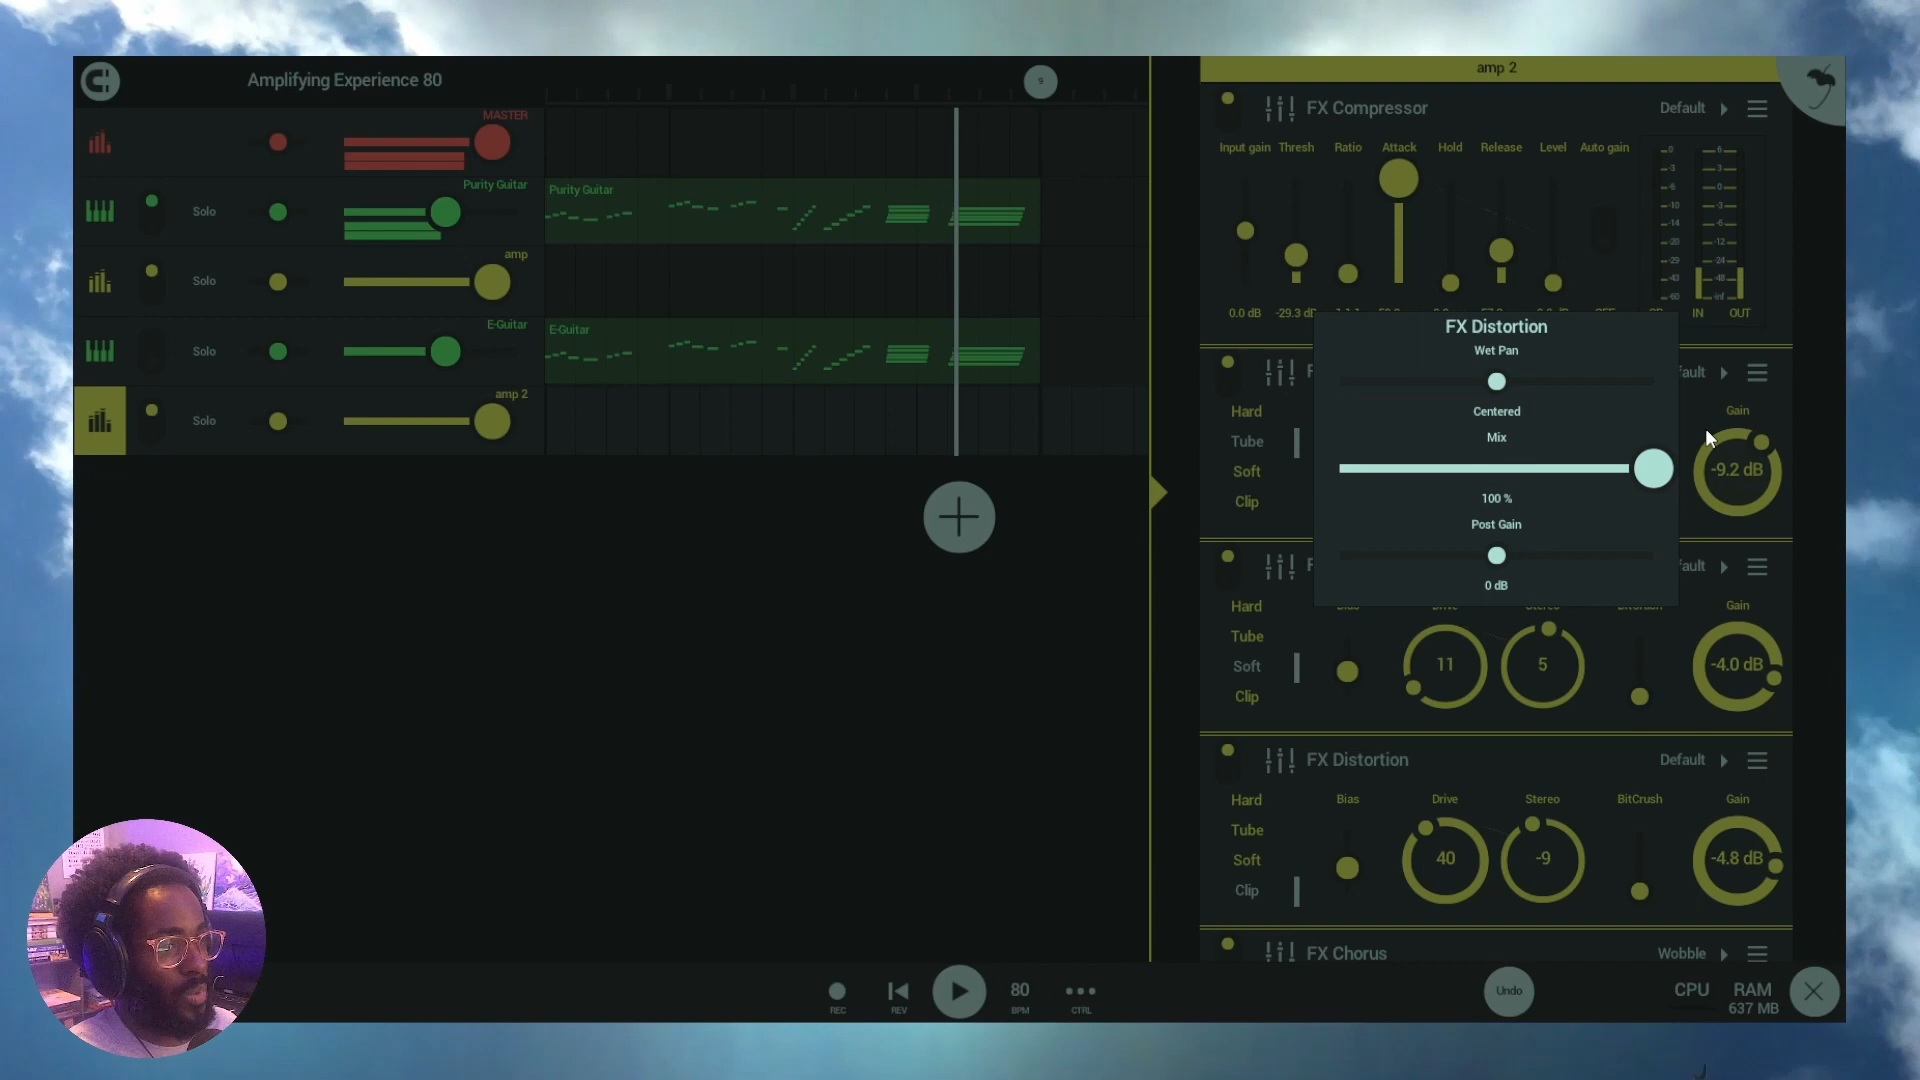 Amplifying Experience 80
9
amp 2
MASTER
Purity Guitar
Solo
Purity Guitar
amp
Solo
E-Guitar
Solo
E-Guitar
amp 2
Solo
FX Compressor
Default
Input gain Thresh Ratio Attack Hold Release Level Auto gain
0.0 dB
IN OUT
FX Distortion
Wet Pan
Centered
Mix
100 %
Post Gain
0 dB
Hard
Tube
Soft
Clip
Gain
-9.2 dB
Hard
Tube
Soft
Clip
11
5
Gain
-4.0 dB
FX Distortion
Default
Hard
Tube
Soft
Clip
Bias Drive Stereo BitCrush Gain
40
-9
-4.8 dB
FX Chorus
Wobble
REC
REV
80
BPM
CTRL
Undo
CPU
RAM
637 MB